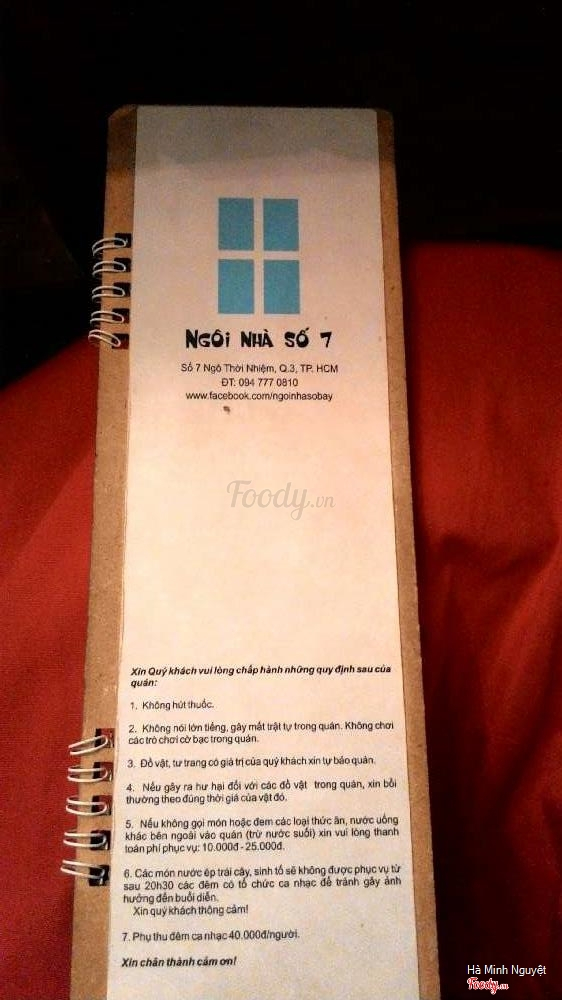 NGÔI NHÀ SỐ 7
Số 7 Ngô Thời Nhiệm, Q.3, TP. HCM
ĐT: 094 777 0810
www.facebook.com/ngoinhasobay
Foody.vn
Xin Quý khách vui lòng chấp hành những quy định sau của
quán:
1. Không hút thuốc.
2. Không nói lớn tiếng, gây mất trật tự trong quán. Không chơi
các trò chơi cờ bạc trong quán.
3. Đồ vật, tư trang có giá trị của quý khách xin tự bảo quản.
4. Nếu gây ra hư hại đối với các đồ vật trong quán, xin bồi
thường theo đúng thời giá của vật đó.
5. Nếu không gọi món hoặc đem các loại thức ăn, nước uống
khác bên ngoài vào quán (trừ nước suối) xin vui lòng thanh
toán phí phục vụ: 10.000đ - 25.000đ.
6. Các món nước ép trái cây, sinh tố sẽ không được phục vụ từ
sau 20h30 các đêm có tổ chức ca nhạc để tránh gây ảnh
hưởng đến buổi diễn.
Xin quý khách thông cảm!
7. Phụ thu đêm ca nhạc 40.000đ/người.
Xin chân thành cảm ơn!
Hà Minh Nguyệt
Foody.vn